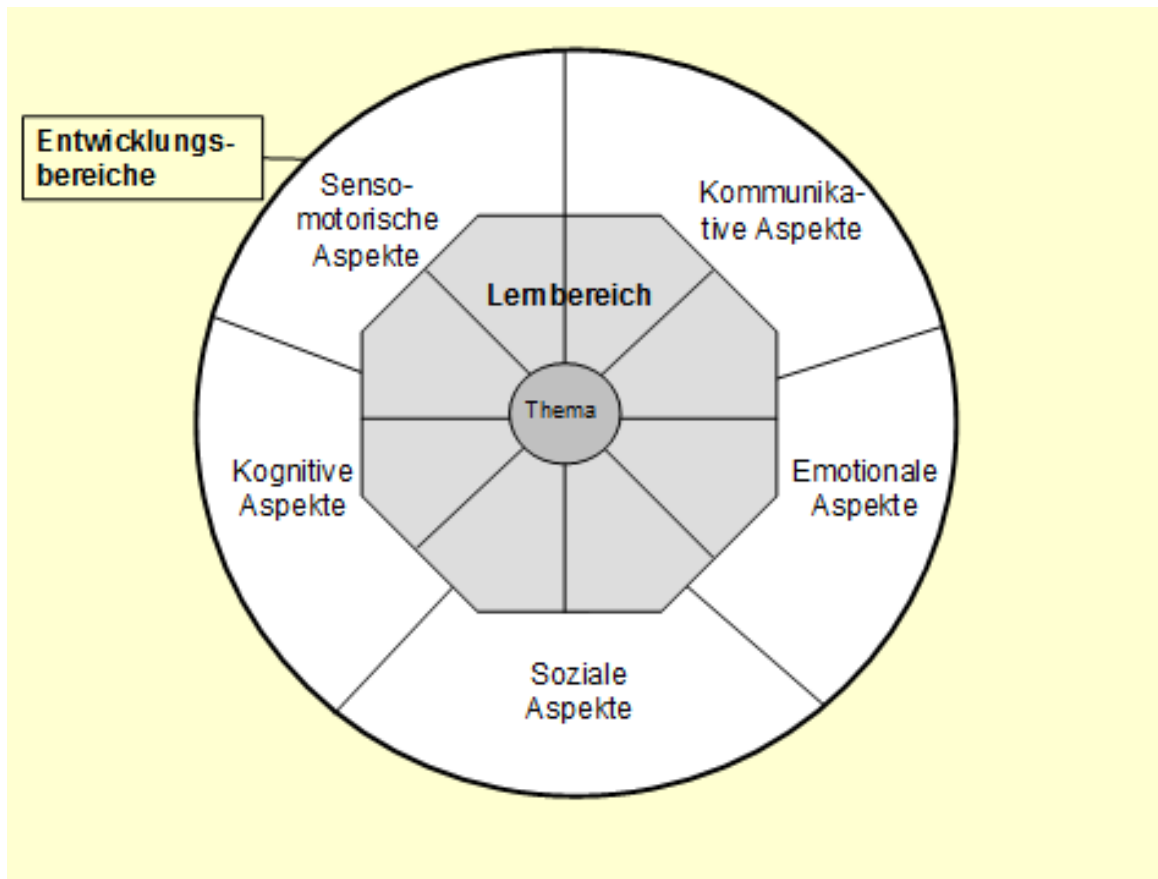 Entwicklungs-
bereiche
Senso-
motorische
Aspekte
Kommunika-
tive Aspekte
Lernbereich
Thema
Kognitive
Aspekte
Emotionale
Aspekte
Soziale
Aspekte